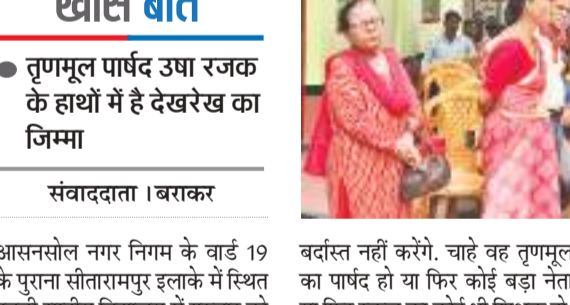 खास बात
तृणमूल पार्षद उषा रजक
के हाथों में है देखरेख का
जिम्मा
संवाददाता । बराकर
आसनसोल नगर निगम के वार्ड 19
के पुराना सीतारामपुर इलाके में स्थित
बर्दास्त नहीं करेंगे. चाहे वह तृणमूल
का पार्षद हो या फिर कोई बड़ा नेता